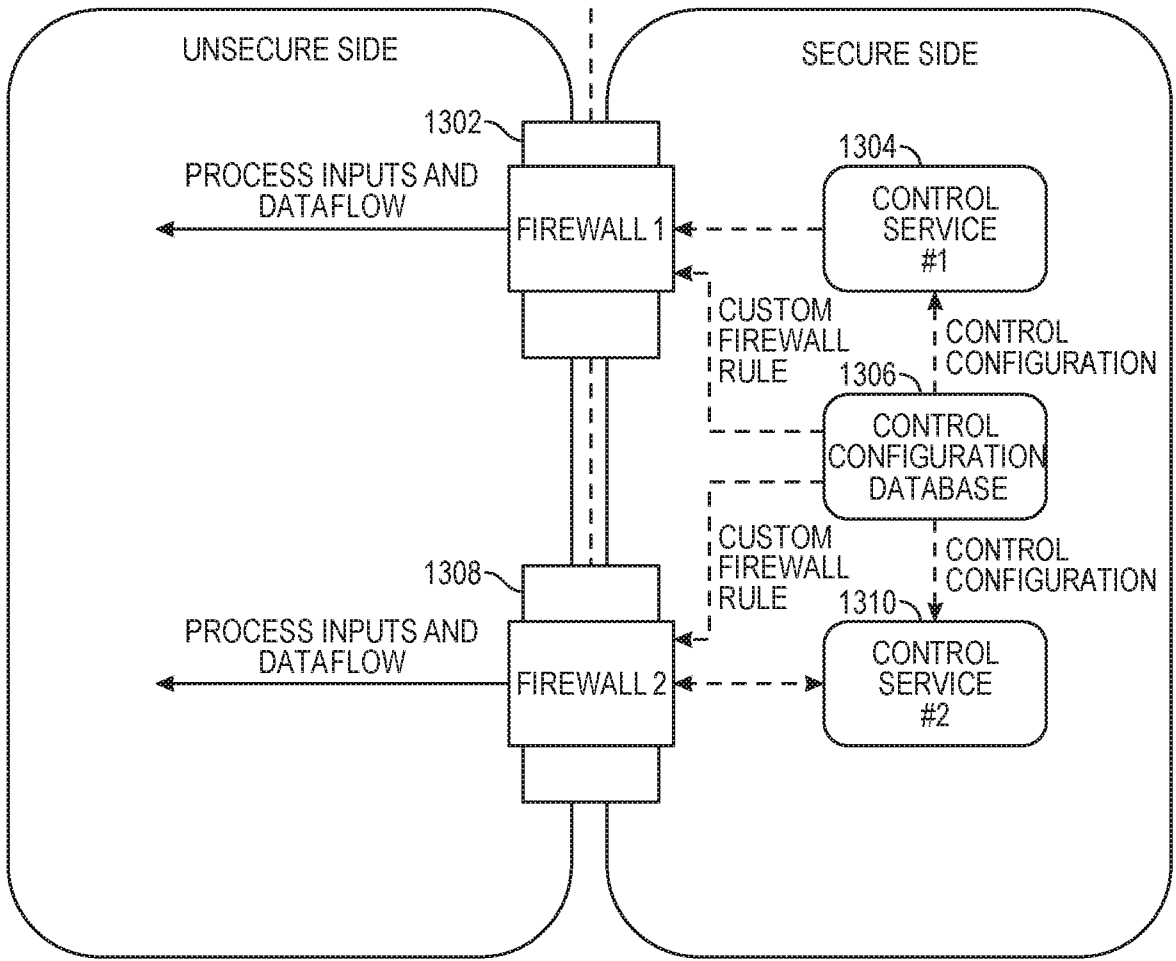 UNSECURE SIDE
SECURE SIDE
1302
1304
PROCESS INPUTS AND
DATAFLOW
FIREWALL 1
CONTROL
SERVICE
#1
CUSTOM
FIREWALL
RULE
CONTROL
CONFIGURATION
1306
CONTROL
CONFIGURATION
DATABASE
CUSTOM
FIREWALL
RULE
CONTROL
CONFIGURATION
1308
1310
PROCESS INPUTS AND
DATAFLOW
FIREWALL 2
CONTROL
SERVICE
#2